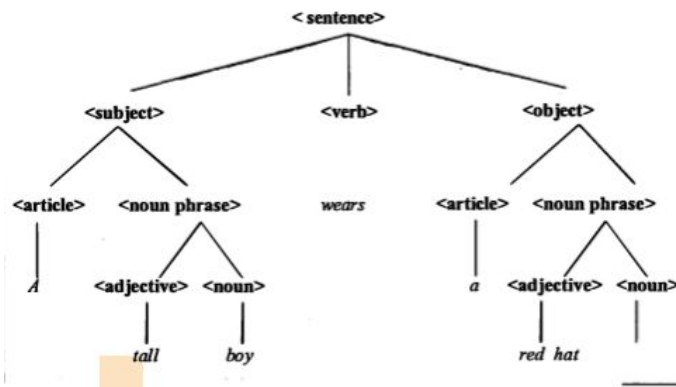 < sentence>
<subject> <verb> <object>
<article> <noun phrase> wears <article> <noun phrase>
A <adjective> <noun> a <adjective> <noun>
tall boy red hat